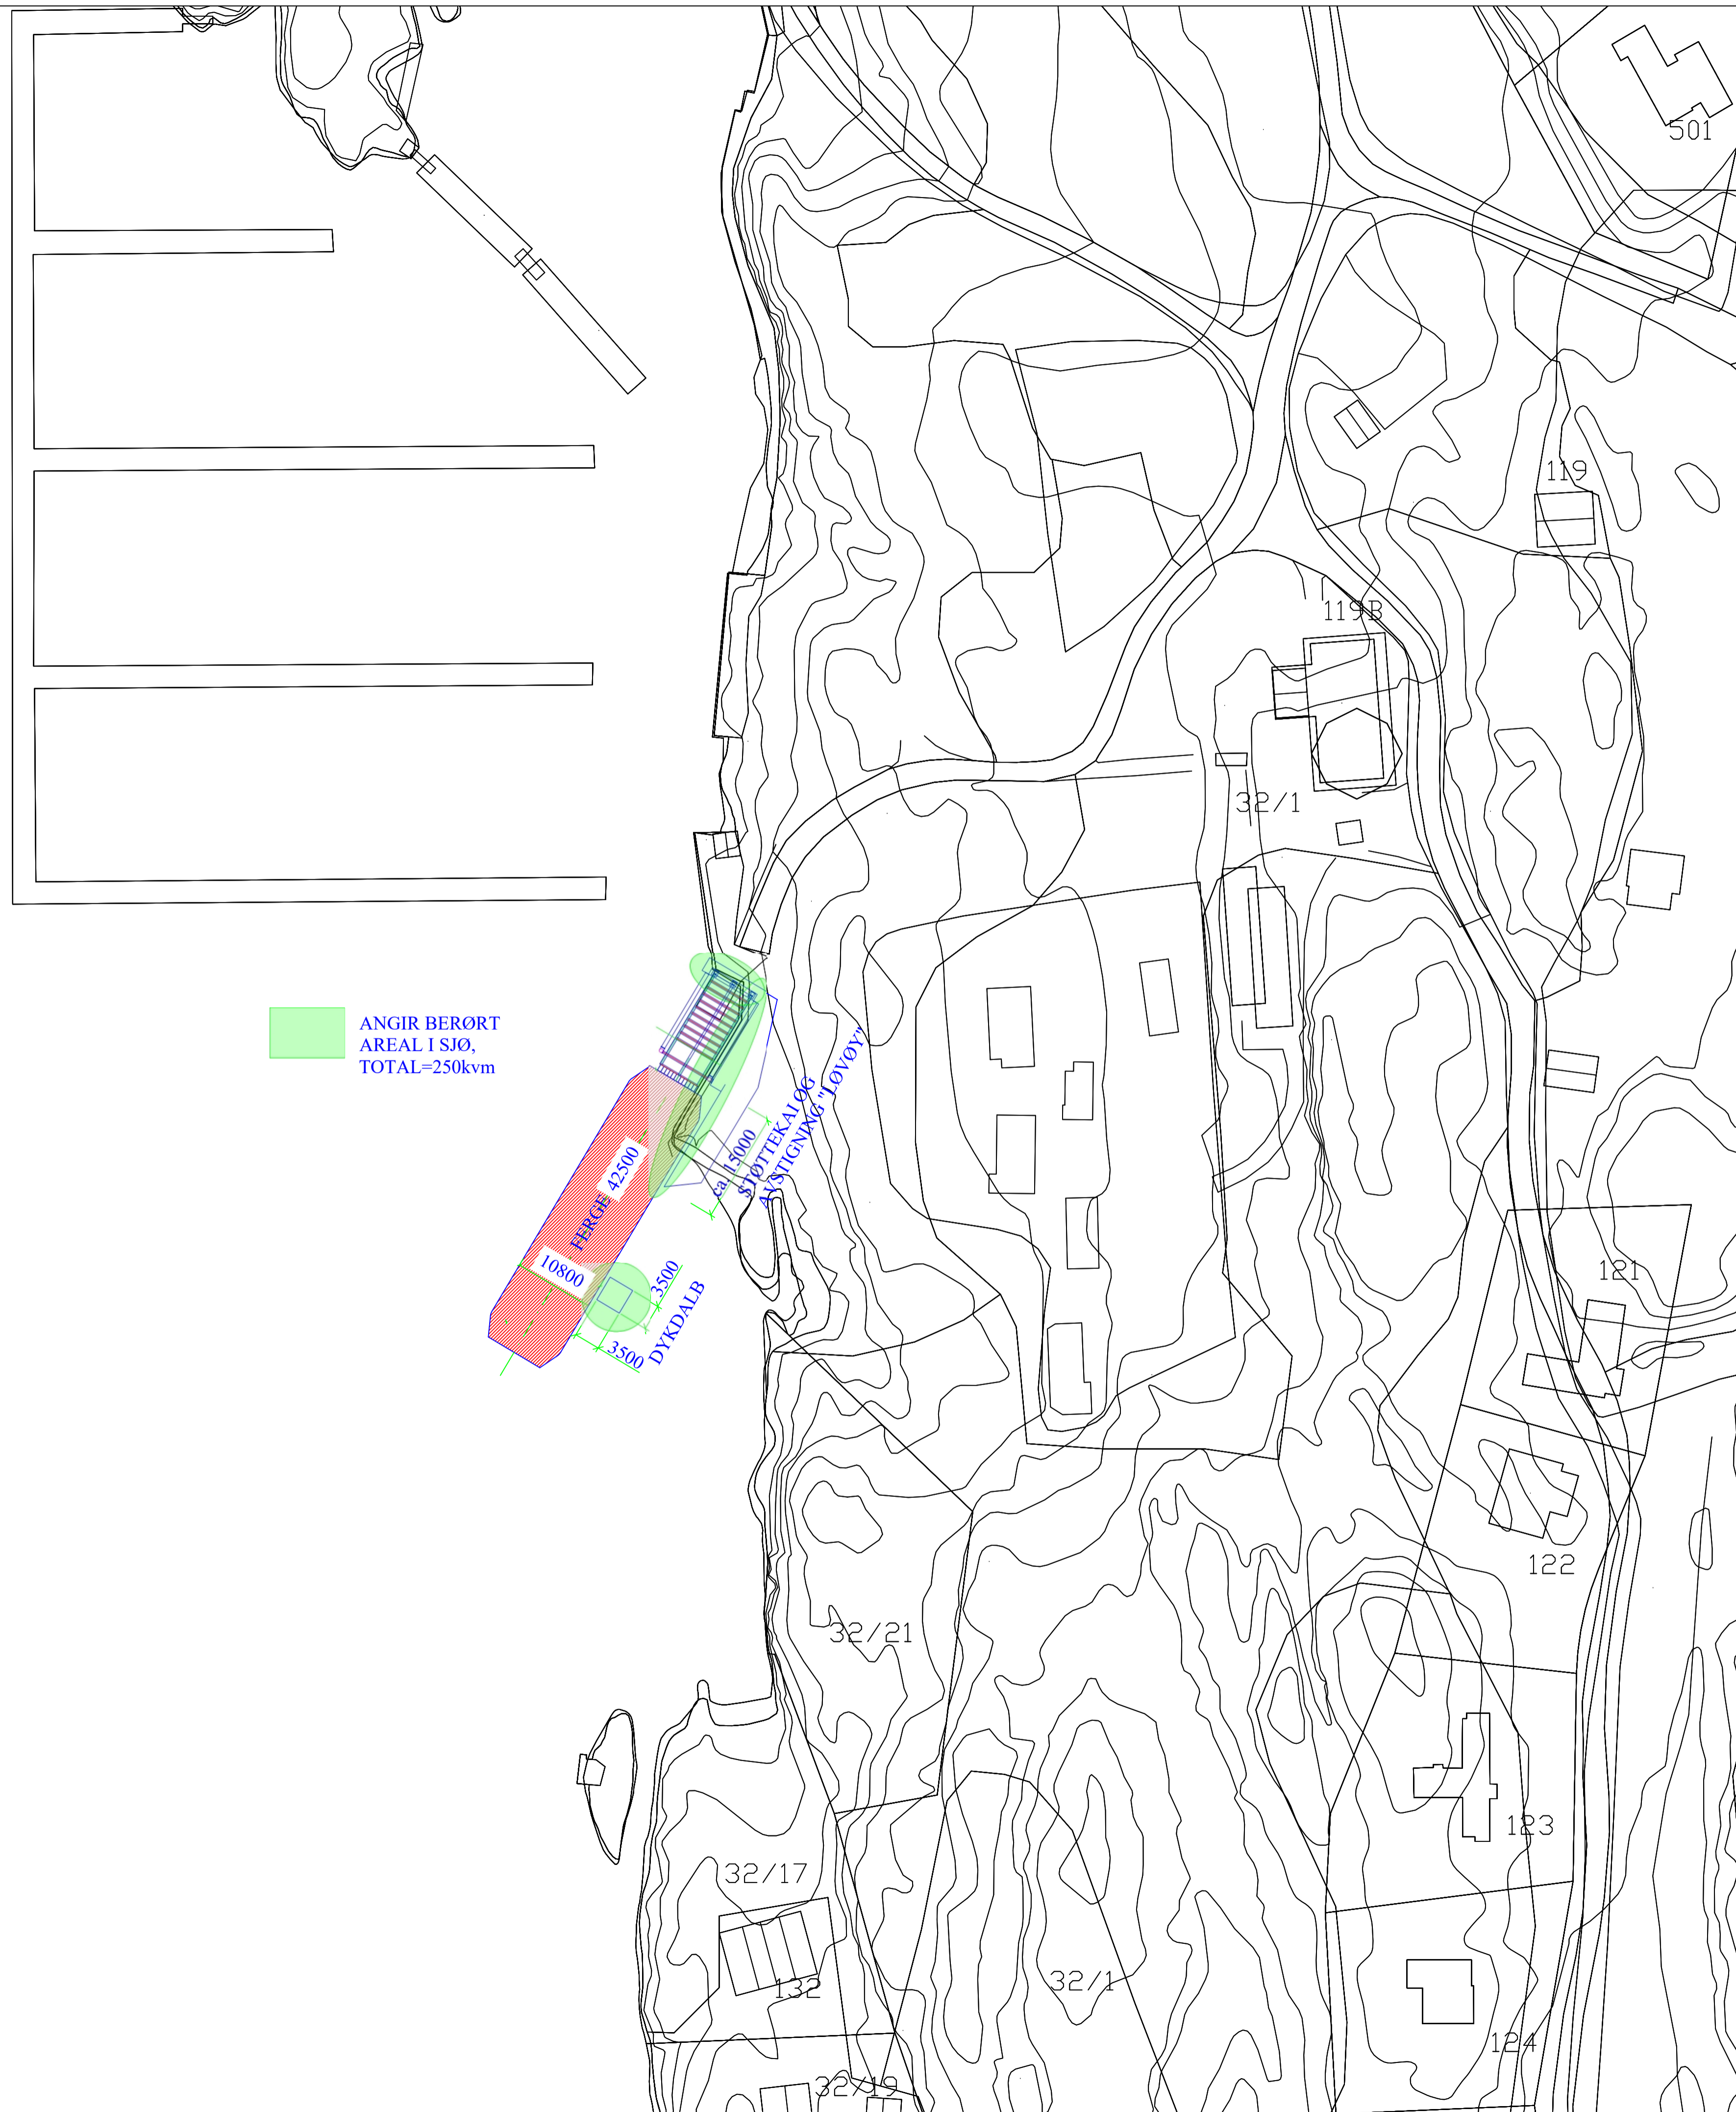 501
119
119B
32/1
ANGIR BERØRT
AREAL I SJØ,
TOTAL=250kvm
FERGE 42500
10800
ca. 15000
STØTTEKAI OG
AVSTIGNING "LØVØY"
3500
3500
DYKDALB
121
122
32/21
123
32/17
132
32/1
124
32/19